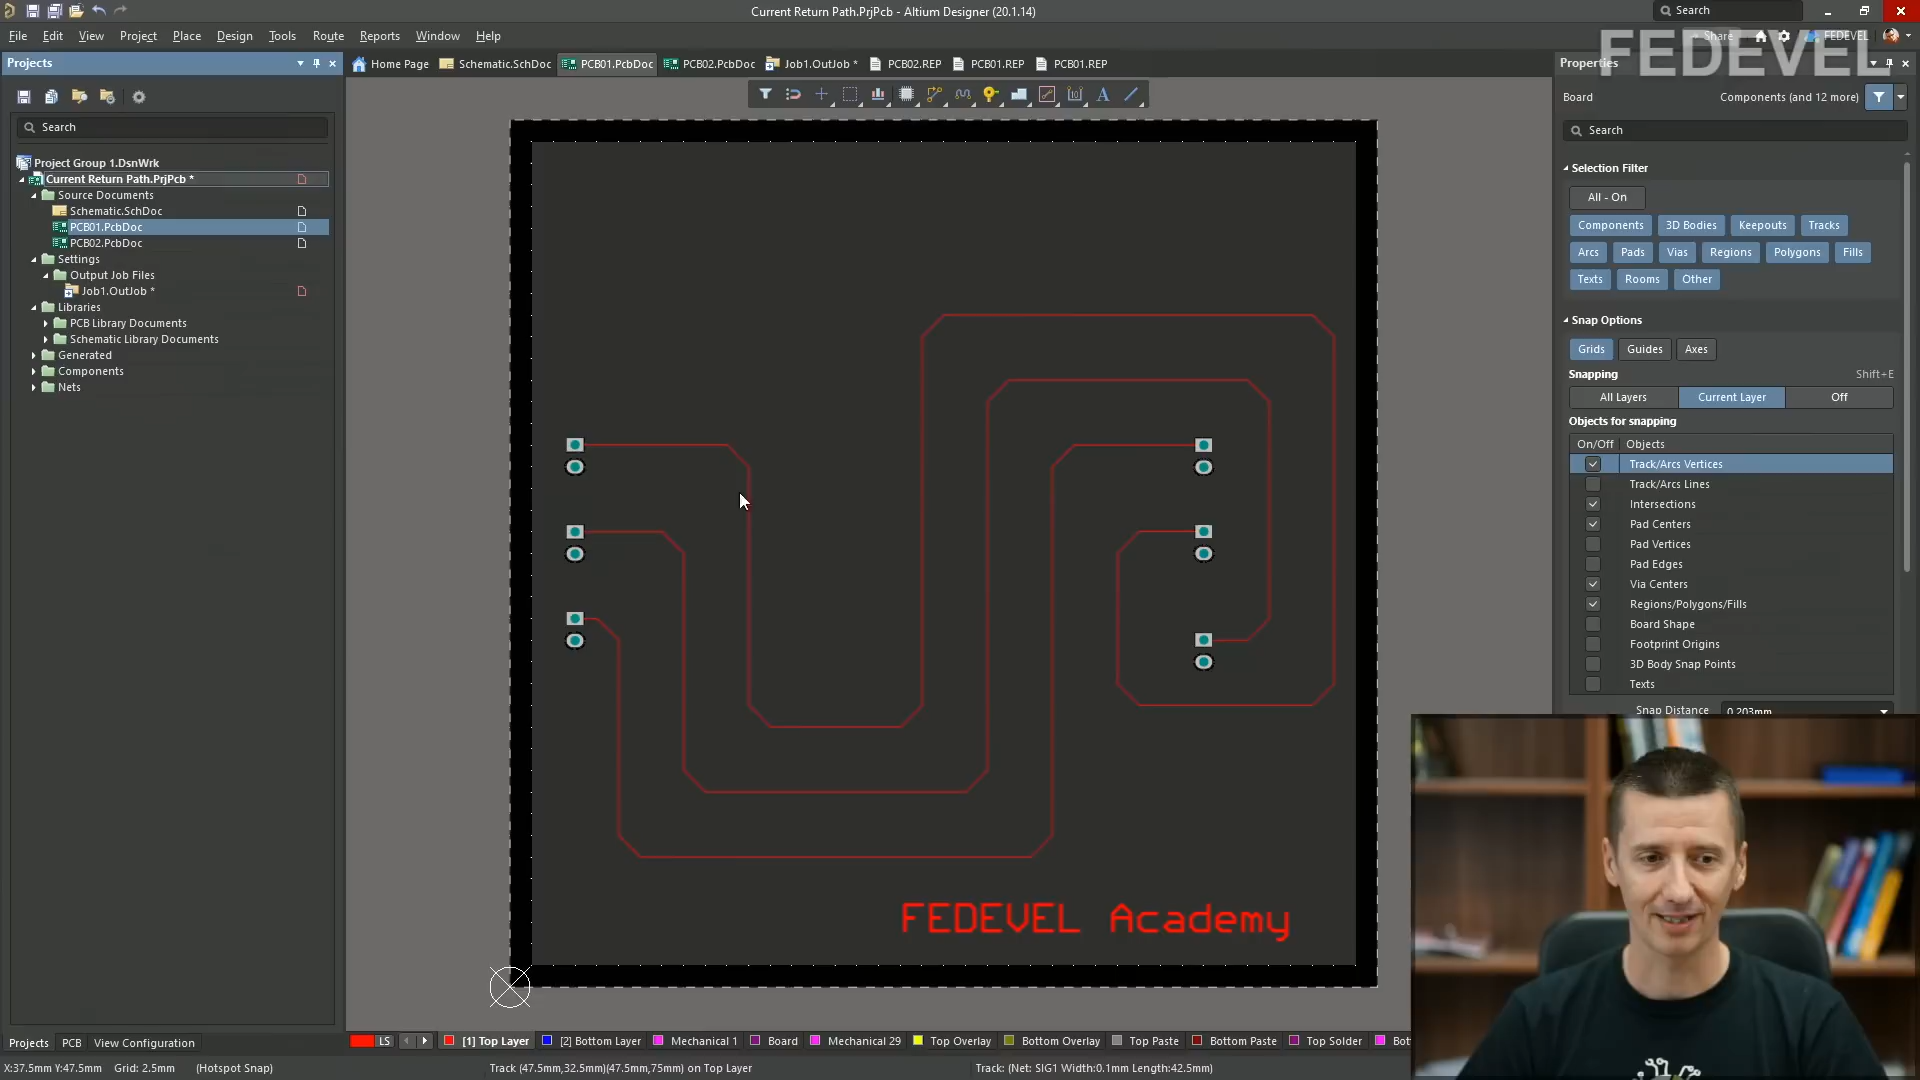 Current Return Path.PrjPcb - Altium Designer (20.1.14)
Search
File Edit View Project Place Design Tools Route Reports Window Help
Share
FEDEVEL
FEDEVEL
Projects
Home Page Schematic.SchDoc PCB01.PcbDoc PCB02.PcbDoc Job1.OutJob * PCB02.REP PCB01.REP PCB01.REP
Properties
Board Components (and 12 more)
Search
Search
Project Group 1.DsnWrk
Current Return Path.PrjPcb *
Source Documents
Schematic.SchDoc
PCB01.PcbDoc
PCB02.PcbDoc
Settings
Output Job Files
Job1.OutJob *
Libraries
PCB Library Documents
Schematic Library Documents
Generated
Components
Nets
Selection Filter
All - On
Components 3D Bodies Keepouts Tracks
Arcs Pads Vias Regions Polygons Fills
Texts Rooms Other
Snap Options
Grids Guides Axes
Snapping Shift+E
All Layers Current Layer Off
Objects for snapping
On/Off Objects
Track/Arcs Vertices
Track/Arcs Lines
Intersections
Pad Centers
Pad Vertices
Pad Edges
Via Centers
Regions/Polygons/Fills
Board Shape
Footprint Origins
3D Body Snap Points
Texts
Snap Distance 0.203mm
FEDEVEL Academy
Projects PCB View Configuration
LS [1] Top Layer [2] Bottom Layer Mechanical 1 Board Mechanical 29 Top Overlay Bottom Overlay Top Paste Bottom Paste Top Solder Bot
X:37.5mm Y:47.5mm Grid: 2.5mm (Hotspot Snap) Track (47.5mm,32.5mm)(47.5mm,75mm) on Top Layer Track: (Net: SIG1 Width:0.1mm Length:42.5mm)